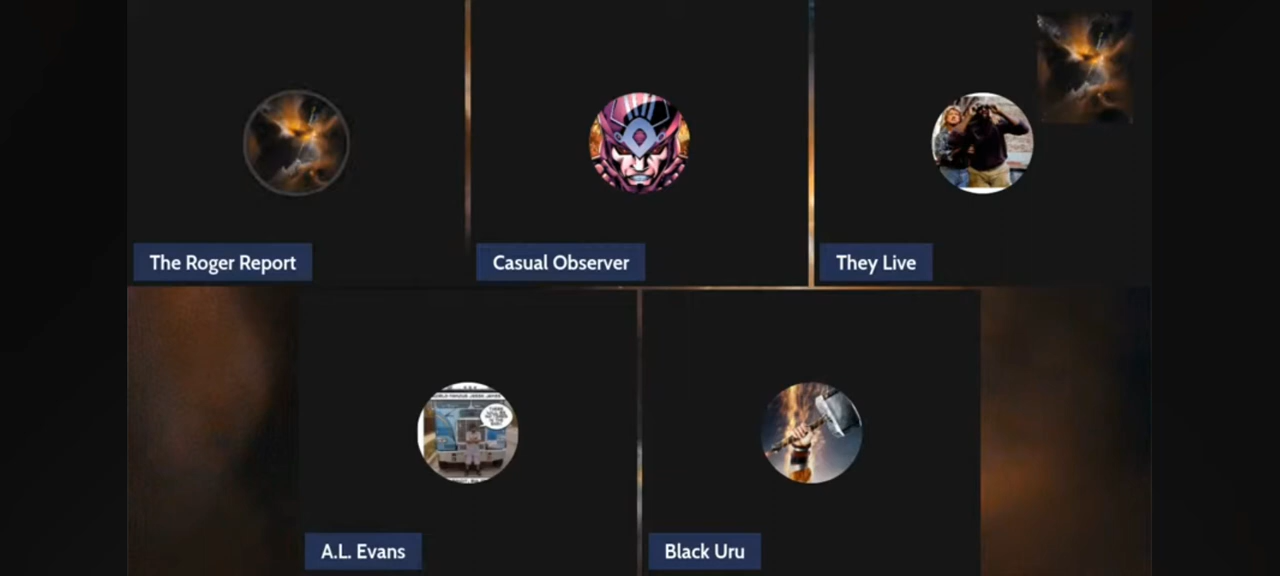 The Roger Report
Casual Observer
They Live
A.L. Evans
Black Uru